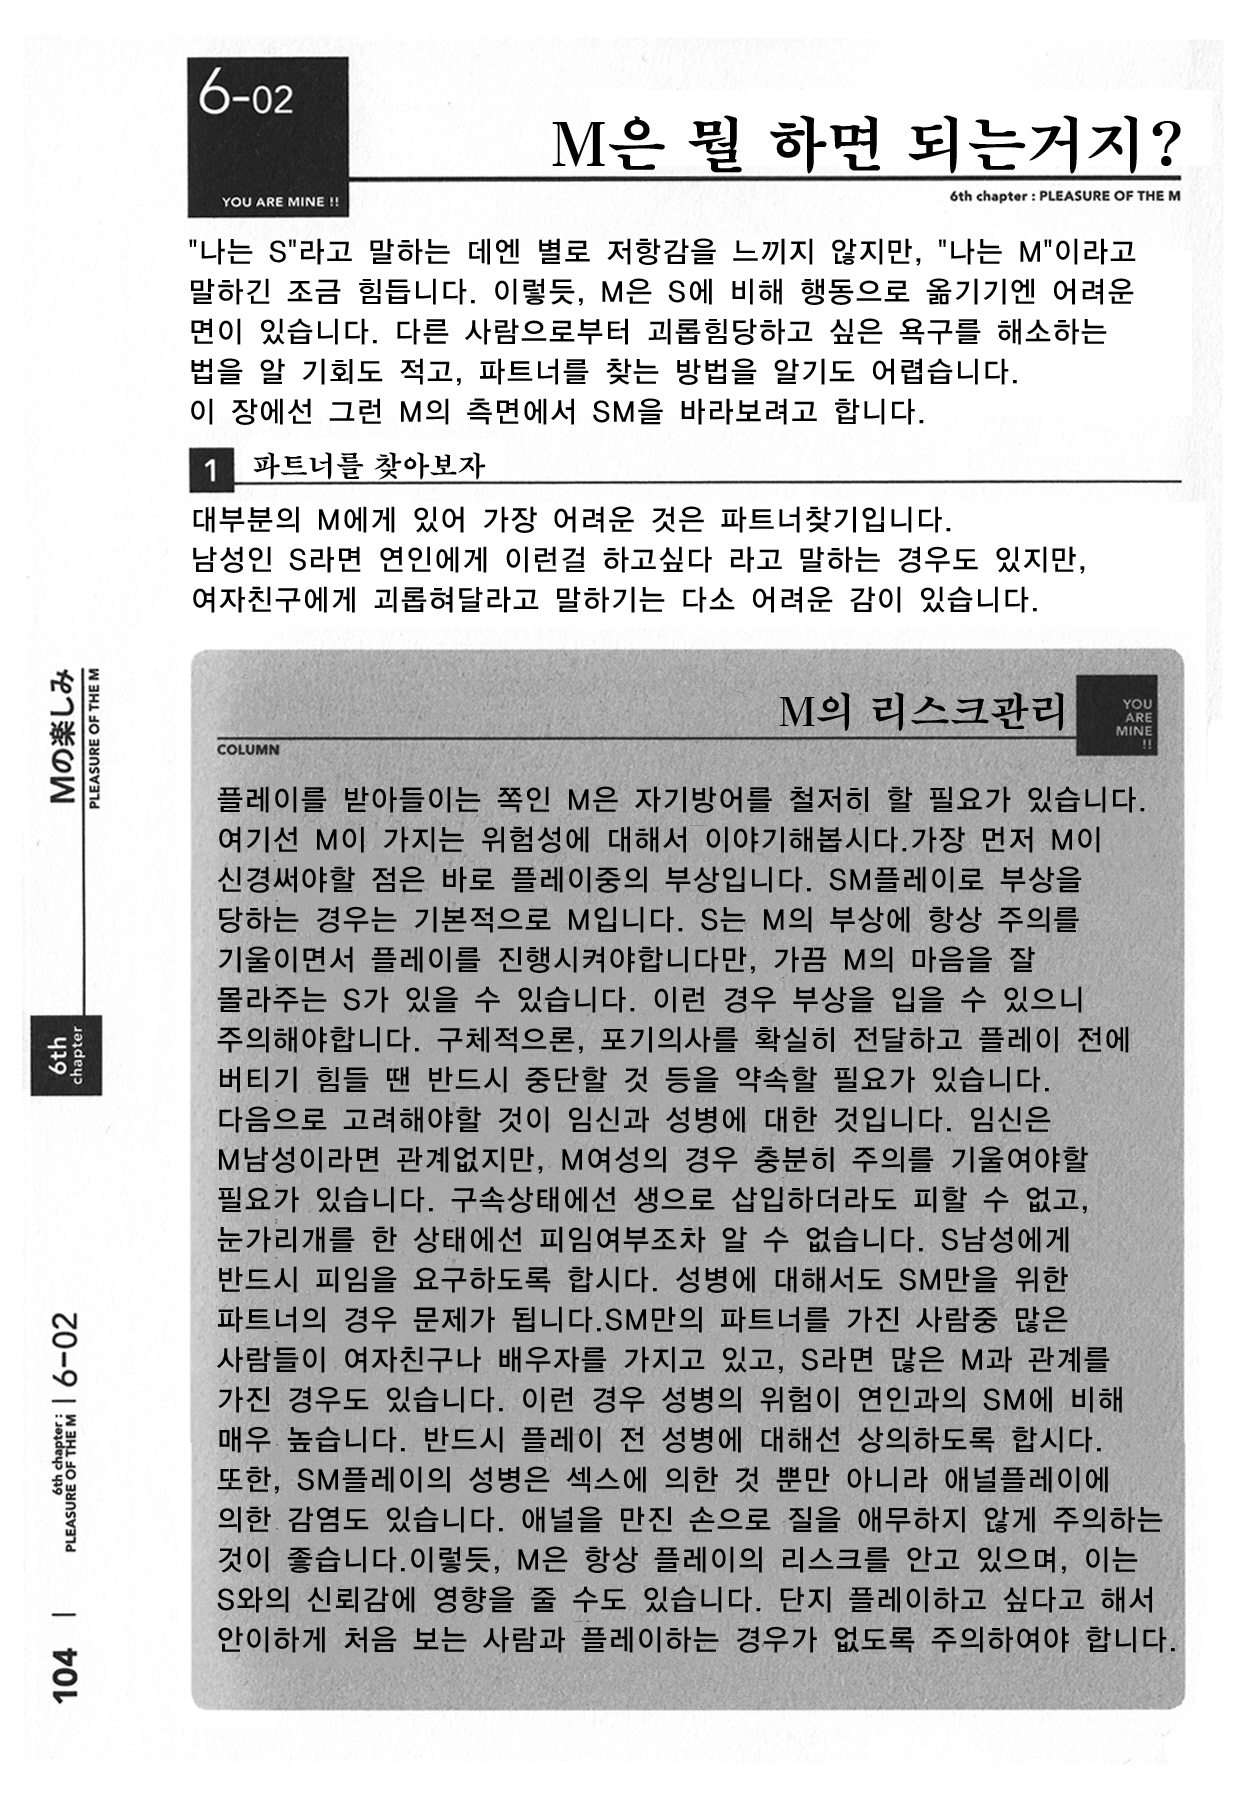 6-02
YOU ARE MINE !!
M은 뭘 하면 되는거지?
6th chapter : PLEASURE OF THE M
"나는 S"라고 말하는 데엔 별로 저항감을 느끼지 않지만, "나는 M"이라고
말하긴 조금 힘듭니다. 이렇듯, M은 S에 비해 행동으로 옮기기엔 어려운
면이 있습니다. 다른 사람으로부터 괴롭힘당하고 싶은 욕구를 해소하는
법을 알 기회도 적고, 파트너를 찾는 방법을 알기도 어렵습니다.
이 장에선 그런 M의 측면에서 SM을 바라보려고 합니다.
1 파트너를 찾아보자
대부분의 M에게 있어 가장 어려운 것은 파트너찾기입니다.
남성인 S라면 연인에게 이런걸 하고싶다 라고 말하는 경우도 있지만,
여자친구에게 괴롭혀달라고 말하기는 다소 어려운 감이 있습니다.
M의 리스크관리
YOU
ARE
MINE
!!
COLUMN
플레이를 받아들이는 쪽인 M은 자기방어를 철저히 할 필요가 있습니다.
여기선 M이 가지는 위험성에 대해서 이야기해봅시다.가장 먼저 M이
신경써야할 점은 바로 플레이중의 부상입니다. SM플레이로 부상을
당하는 경우는 기본적으로 M입니다. S는 M의 부상에 항상 주의를
기울이면서 플레이를 진행시켜야합니다만, 가끔 M의 마음을 잘
몰라주는 S가 있을 수 있습니다. 이런 경우 부상을 입을 수 있으니
주의해야합니다. 구체적으론, 포기의사를 확실히 전달하고 플레이 전에
버티기 힘들 땐 반드시 중단할 것 등을 약속할 필요가 있습니다.
다음으로 고려해야할 것이 임신과 성병에 대한 것입니다. 임신은
M남성이라면 관계없지만, M여성의 경우 충분히 주의를 기울여야할
필요가 있습니다. 구속상태에선 생으로 삽입하더라도 피할 수 없고,
눈가리개를 한 상태에선 피임여부조차 알 수 없습니다. S남성에게
반드시 피임을 요구하도록 합시다. 성병에 대해서도 SM만을 위한
파트너의 경우 문제가 됩니다.SM만의 파트너를 가진 사람중 많은
사람들이 여자친구나 배우자를 가지고 있고, S라면 많은 M과 관계를
가진 경우도 있습니다. 이런 경우 성병의 위험이 연인과의 SM에 비해
매우 높습니다. 반드시 플레이 전 성병에 대해선 상의하도록 합시다.
또한, SM플레이의 성병은 섹스에 의한 것 뿐만 아니라 애널플레이에
의한 감염도 있습니다. 애널을 만진 손으로 질을 애무하지 않게 주의하는
것이 좋습니다.이렇듯, M은 항상 플레이의 리스크를 안고 있으며, 이는
S와의 신뢰감에 영향을 줄 수도 있습니다. 단지 플레이하고 싶다고 해서
안이하게 처음 보는 사람과 플레이하는 경우가 없도록 주의하여야 합니다.
Mの楽しみ
PLEASURE OF THE M
6th
chapter
6th chapter :
PLEASURE OF THE M
6-02
104